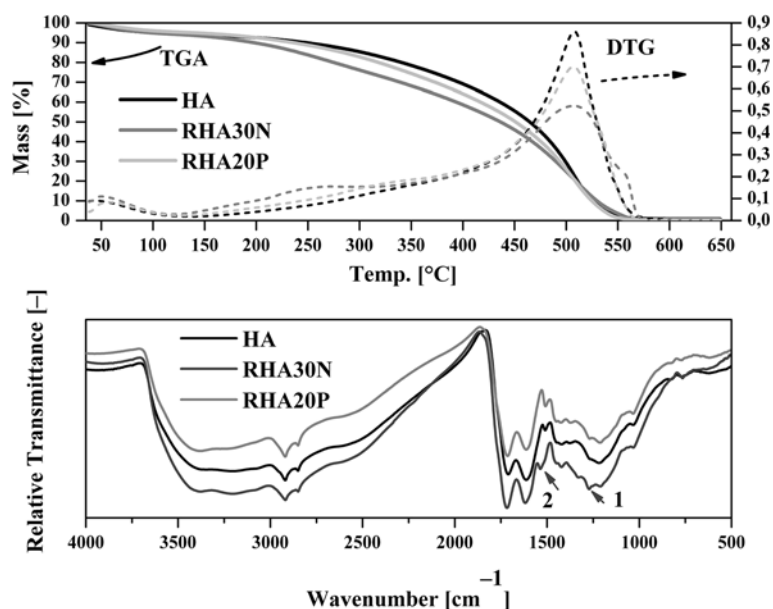 100
90
80
70
60
50
40
30
20
10
0
Mass [%]
TGA
DTG
HA
RHA30N
RHA20P
0,9
0,8
0,7
0,6
0,5
0,4
0,3
0,2
0,1
0,0
50 100 150 200 250 300 350 400 450 500 550 600 650
Temp. [°C]
Relative Transmittance [–]
HA
RHA30N
RHA20P
2
1
4000 3500 3000 2500 2000 1500 1000 500
Wavenumber [cm–1]